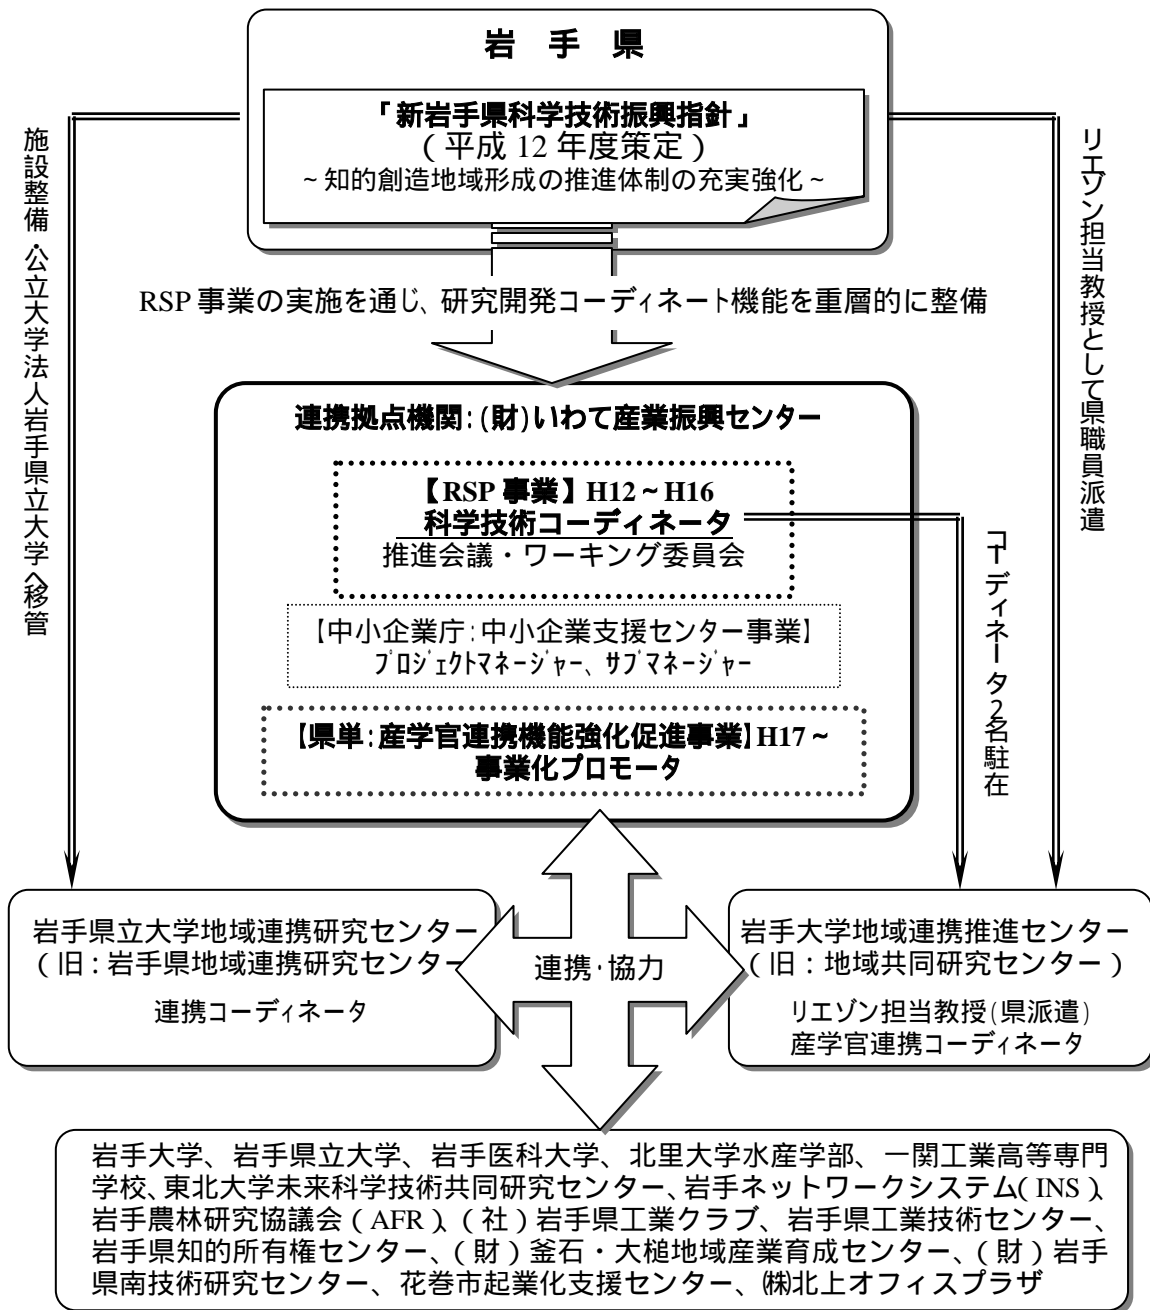 岩手県
「新岩手県科学技術振興指針」
（平成 12 年度策定）
~知的創造地域形成の推進体制の充実強化~
施設整備・公立大学法人岩手県立大学へ移管
リエゾン担当教授として県職員派遣
RSP 事業の実施を通じ、研究開発コーディネート機能を重層的に整備
連携拠点機関：(財)いわて産業振興センター
【RSP 事業】H12~H16
科学技術コーディネータ
推進会議・ワーキング委員会
コーディネータ2名駐在
【中小企業庁：中小企業支援センター事業】
プロジェクトマネージャー、サブマネージャー
【県単：産学官連携機能強化促進事業】H17~
事業化プロモータ
岩手県立大学地域連携研究センター
（旧：岩手県地域連携研究センター
連携コーディネータ
連携・協力
岩手大学地域連携推進センター
（旧：地域共同研究センター）
リエゾン担当教授(県派遣)
産学官連携コーディネータ
岩手大学、岩手県立大学、岩手医科大学、北里大学水産学部、一関工業高等専門
学校、東北大学未来科学技術共同研究センター、岩手ネットワークシステム(INS)、
岩手農林研究協議会（AFR）、（社）岩手県工業クラブ、岩手県工業技術センター、
岩手県知的所有権センター、（財）釜石・大槌地域産業育成センター、（財）岩手
県南技術研究センター、花巻市起業化支援センター、㈱北上オフィスプラザ